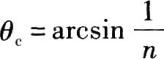 θc = arcsin 1/n